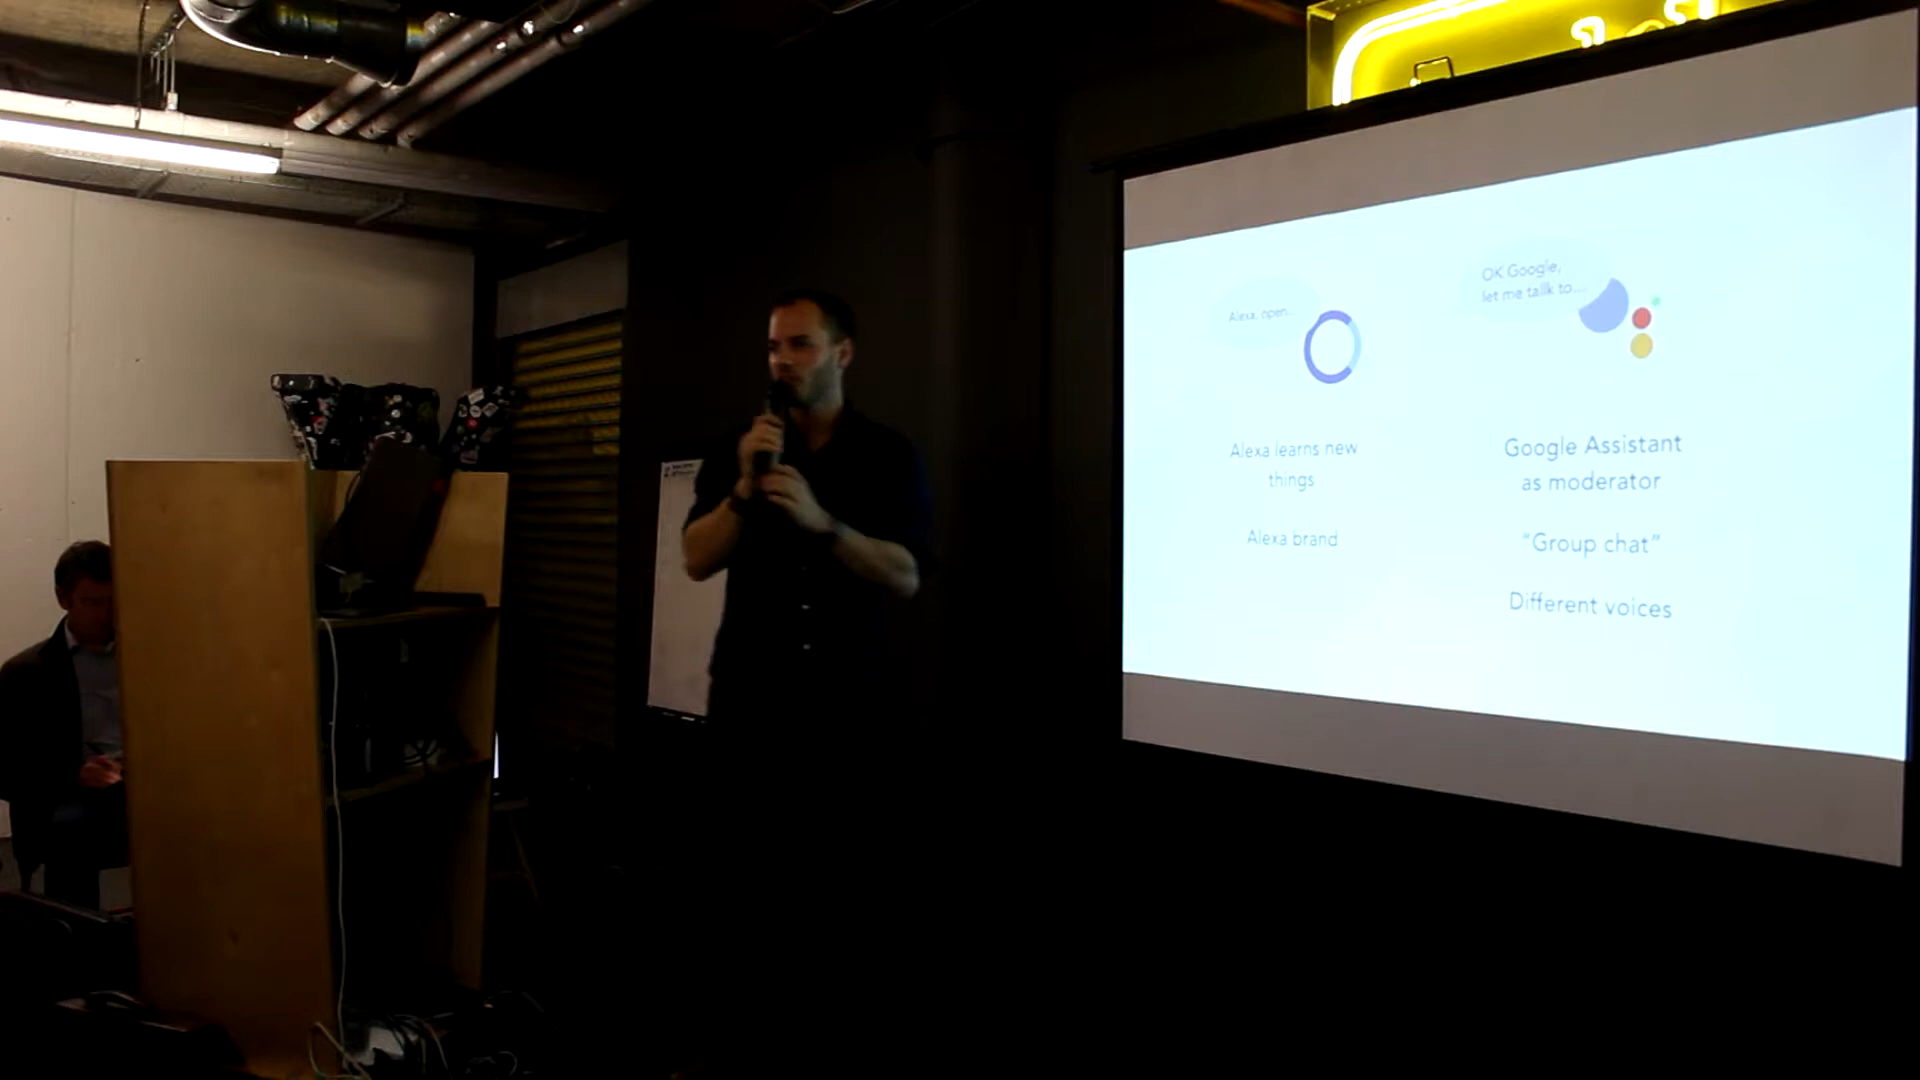 Alexa, open...
Alexa learns new
things
Alexa brand
OK Google,
let me tallk to...
Google Assistant
as moderator
"Group chat"
Different voices